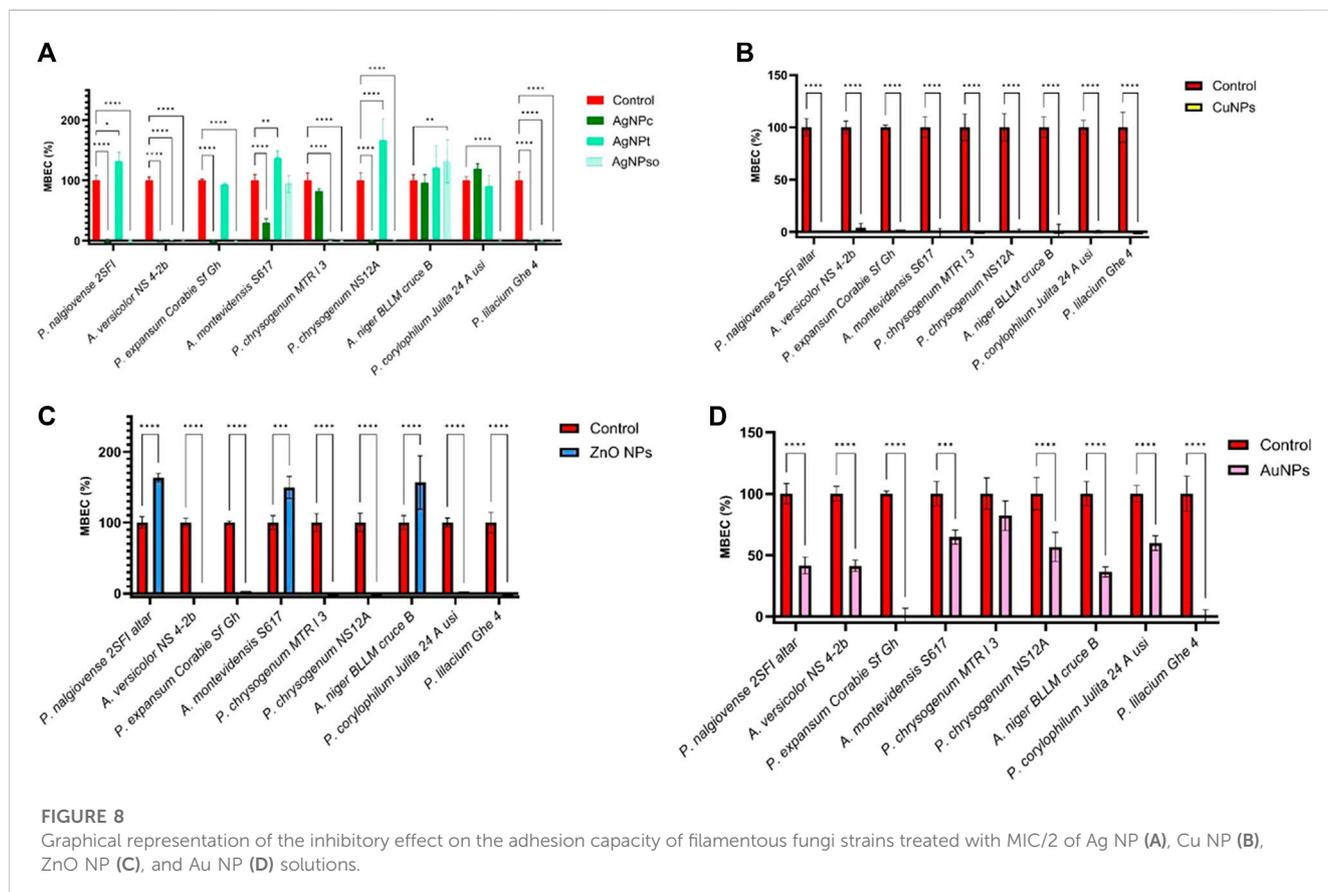 A
MBEC (%)
200
100
0
Control
AgNPc
AgNPt
AgNPso
P. nalgiovense 2SFI
A. versicolor NS 4-2b
P. expansum Corabie Sf Gh
A. montevidensis S617
P. chrysogenum MTR I 3
P. chrysogenum NS12A
A. niger BLLM cruce B
P. corylophilum Julita 24 A usi
P. lilacium Ghe 4
B
MBEC (%)
150
100
50
0
Control
CuNPs
P. nalgiovense 2SFI altar
A. versicolor NS 4-2b
P. expansum Corabie Sf Gh
A. montevidensis S617
P. chrysogenum MTR I 3
P. chrysogenum NS12A
A. niger BLLM cruce B
P. corylophilum Julita 24 A usi
P. lilacium Ghe 4
C
MBEC (%)
200
100
0
Control
ZnO NPs
P. nalgiovense 2SFI altar
A. versicolor NS 4-2b
P. expansum Corabie Sf Gh
A. montevidensis S617
P. chrysogenum MTR I 3
P. chrysogenum NS12A
A. niger BLLM cruce B
P. corylophilum Julita 24 A usi
P. lilacium Ghe 4
D
MBEC (%)
150
100
50
0
Control
AuNPs
P. nalgiovense 2SFI altar
A. versicolor NS 4-2b
P. expansum Corabie Sf Gh
A. montevidensis S617
P. chrysogenum MTR I 3
P. chrysogenum NS12A
A. niger BLLM cruce B
P. corylophilum Julita 24 A usi
P. lilacium Ghe 4
FIGURE 8
Graphical representation of the inhibitory effect on the adhesion capacity of filamentous fungi strains treated with MIC/2 of Ag NP (A), Cu NP (B),
ZnO NP (C), and Au NP (D) solutions.